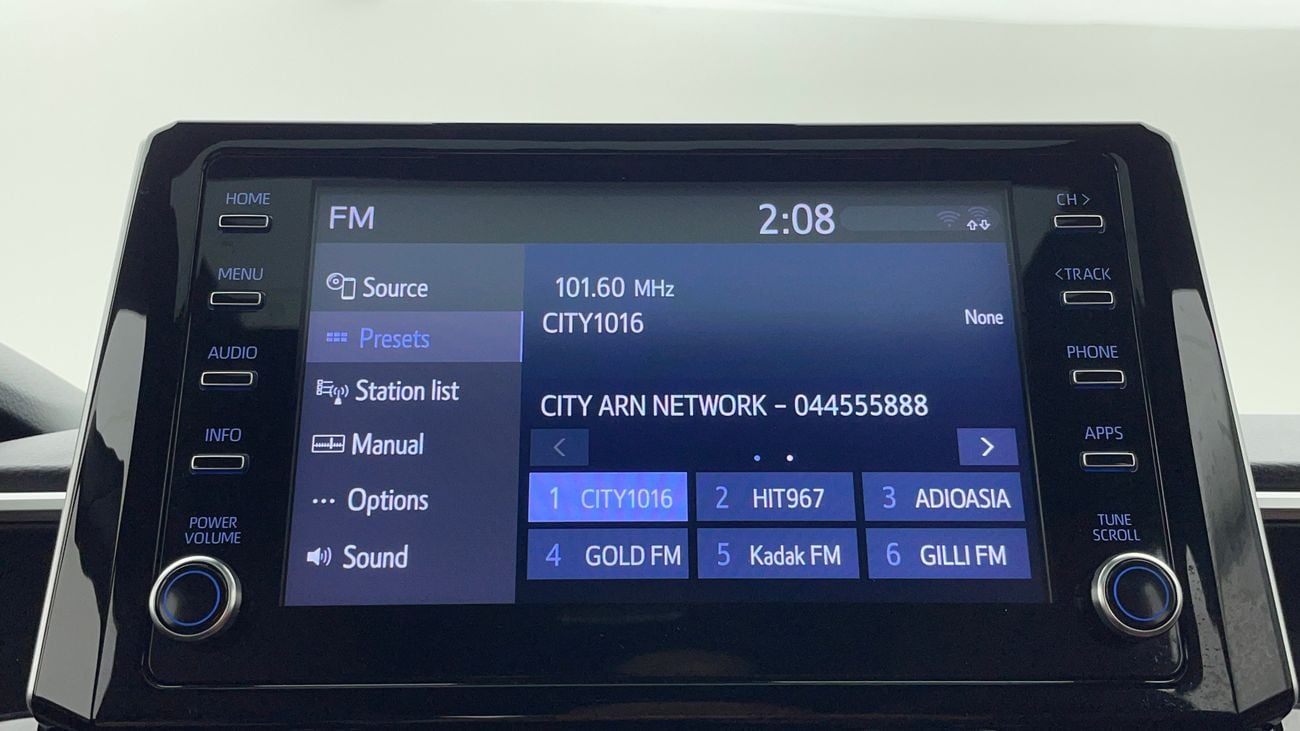 HOME
MENU
AUDIO
INFO
POWER
VOLUME
FM
2:08
Source
Presets
Station list
Manual
Options
Sound
101.60 MHz
CITY1016
None
CITY ARN NETWORK - 044555888
<
>
1 CITY1016
2 HIT967
3 ADIOASIA
4 GOLD FM
5 Kadak FM
6 GILLI FM
CH >
<TRACK
PHONE
APPS
TUNE
SCROLL